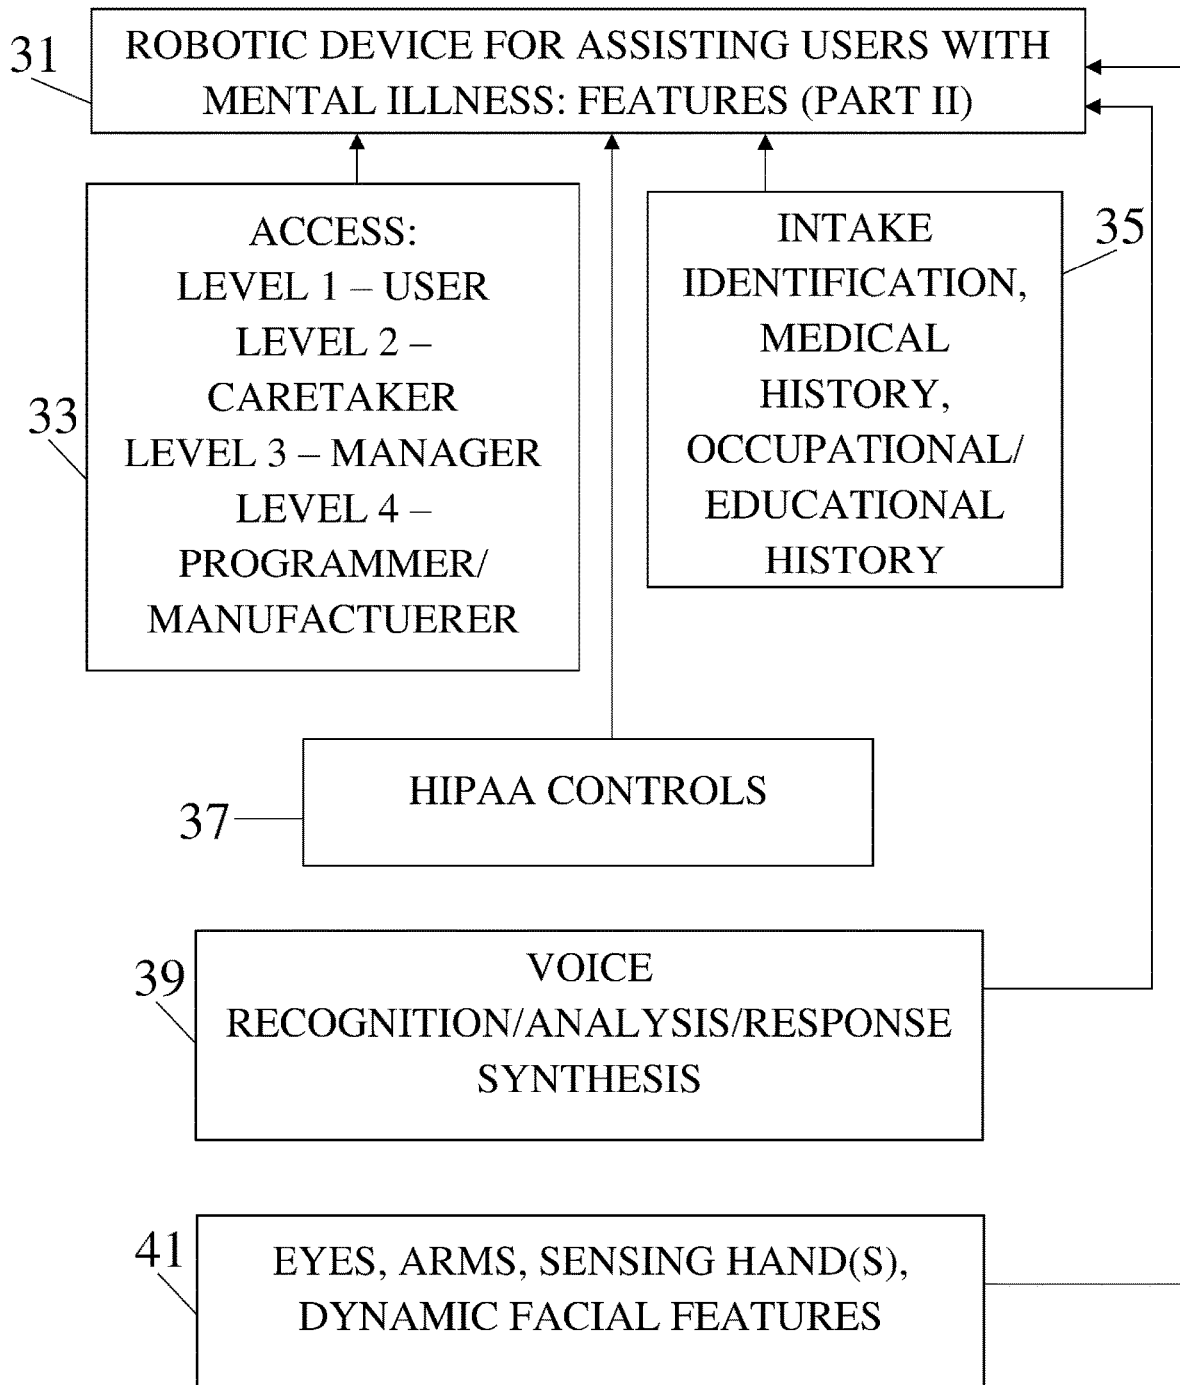 31
ROBOTIC DEVICE FOR ASSISTING USERS WITH
MENTAL ILLNESS: FEATURES (PART II)
33
ACCESS:
LEVEL 1 – USER
LEVEL 2 –
CARETAKER
LEVEL 3 – MANAGER
LEVEL 4 –
PROGRAMMER/
MANUFACTUERER
35
INTAKE
IDENTIFICATION,
MEDICAL
HISTORY,
OCCUPATIONAL/
EDUCATIONAL
HISTORY
37
HIPAA CONTROLS
39
VOICE
RECOGNITION/ANALYSIS/RESPONSE
SYNTHESIS
41
EYES, ARMS, SENSING HAND(S),
DYNAMIC FACIAL FEATURES